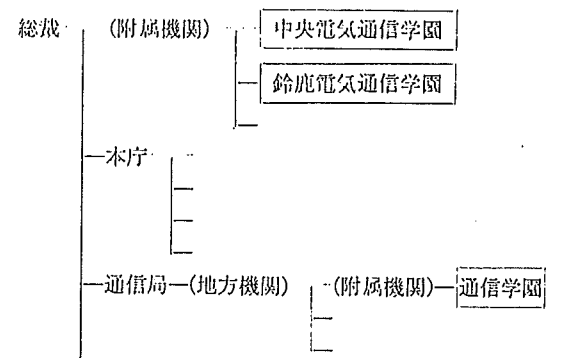 総裁 (附属機関) 中央電気通信学園
鈴鹿電気通信学園
本庁
通信局 (地方機関) (附属機関) 通信学園